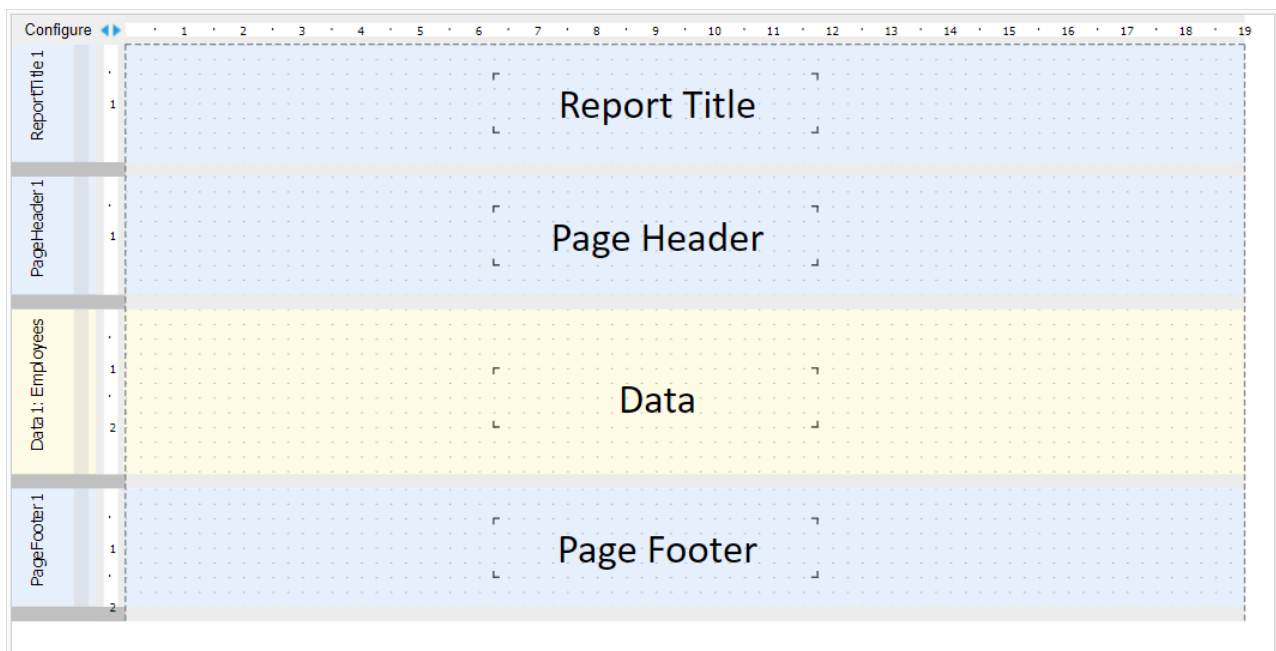 Configure
1 2 3 4 5 6 7 8 9 10 11 12 13 14 15 16 17 18 19
ReportTitle1
1
Report Title
PageHeader1
1
Page Header
Data1: Employees
1
2
Data
PageFooter1
1
2
Page Footer